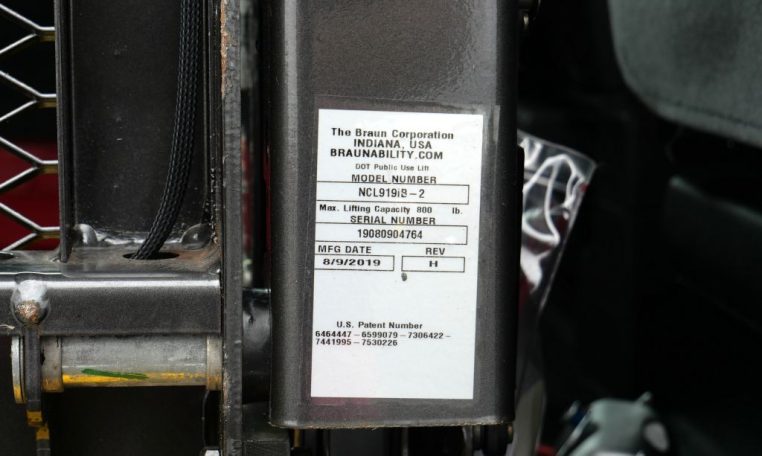 The Braun Corporation
INDIANA, USA
BRAUNABILITY.COM
DOT Public Use Lift
MODEL NUMBER
NCL919IB-2
Max. Lifting Capacity 800 lb.
SERIAL NUMBER
19080904764
MFG DATE REV
8/9/2019 H
U.S. Patent Number
6464447-6599079-7306422-
7441995-7530226